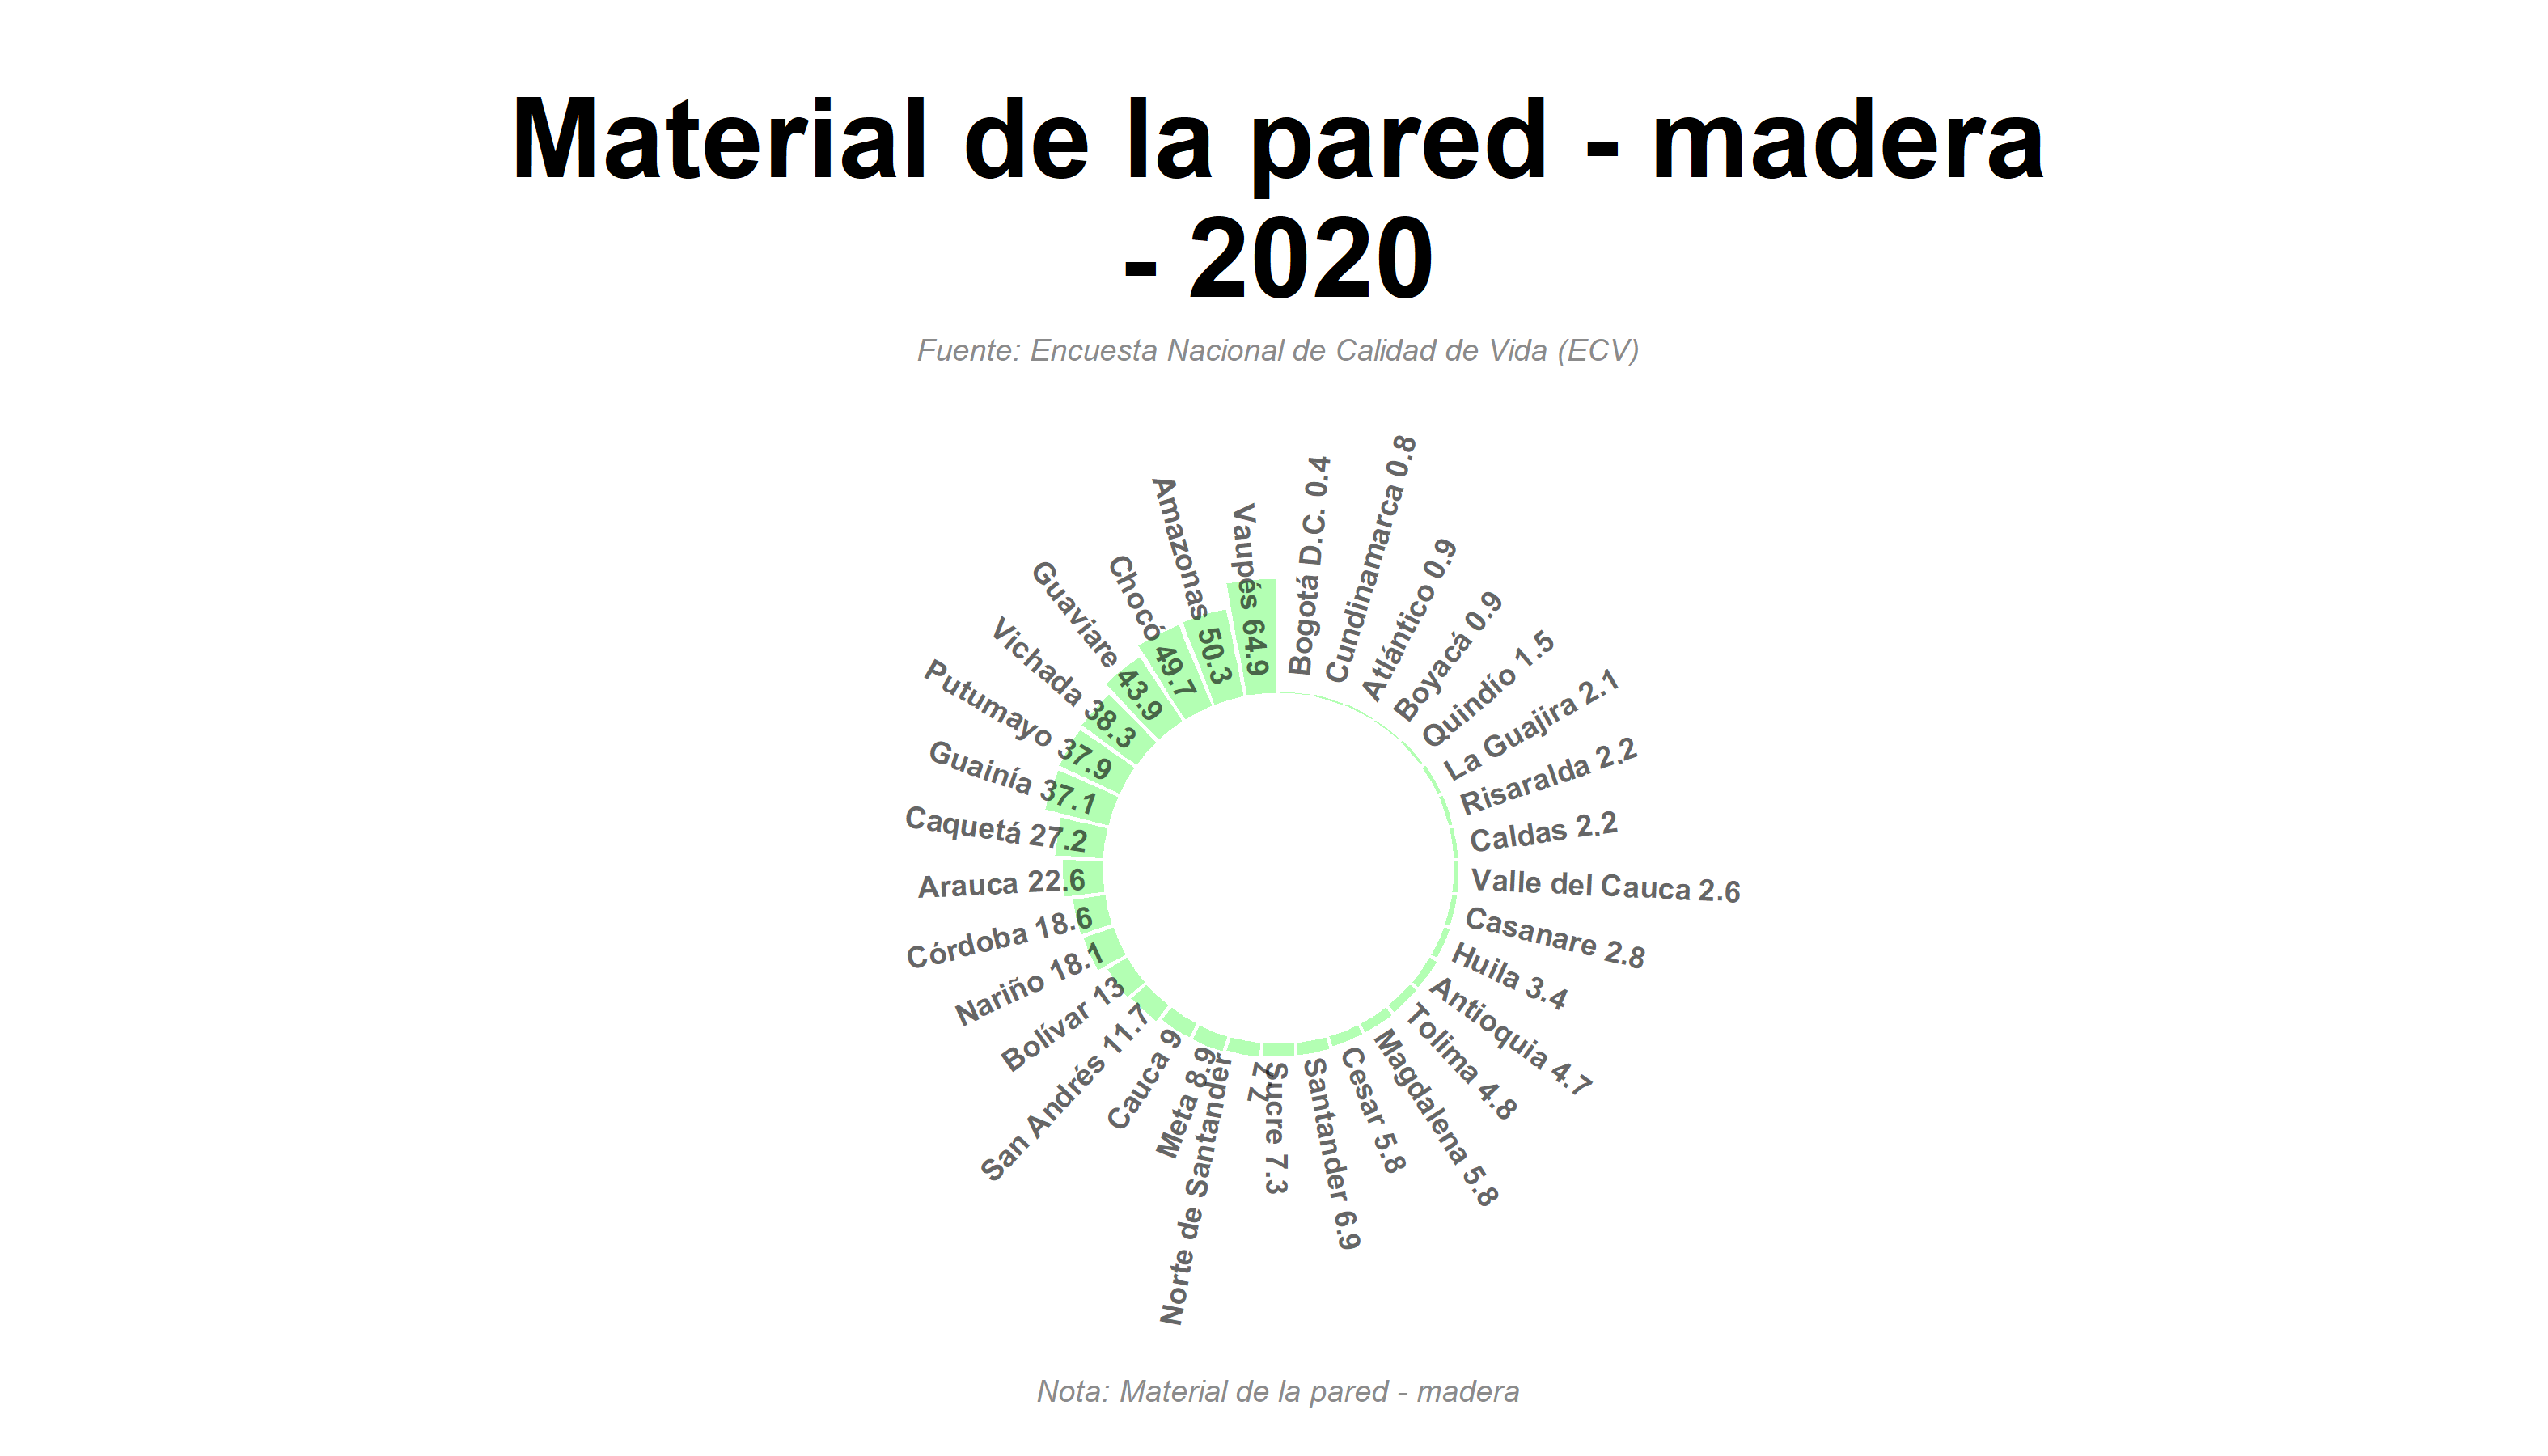 Material de la pared - madera
- 2020
Fuente: Encuesta Nacional de Calidad de Vida (ECV)
Bogotá D.C. 0.4
Cundinamarca 0.8
Atlántico 0.9
Boyacá 0.9
Quindío 1.5
La Guajira 2.1
Risaralda 2.2
Caldas 2.2
Valle del Cauca 2.6
Casanare 2.8
Huila 3.4
Antioquia 4.7
Tolima 4.8
Magdalena 5.8
Cesar 5.8
Santander 6.9
Sucre 7.3
Norte de Santander
7.7
Meta 8.9
Cauca 9
San Andrés 11.7
Bolívar 13
Nariño 18.1
Córdoba 18.6
Arauca 22.6
Caquetá 27.2
Guainía 37.1
Putumayo 37.9
Vichada 38.3
Guaviare 43.9
Chocó 49.7
Amazonas 50.3
Vaupés 64.9
Nota: Material de la pared - madera